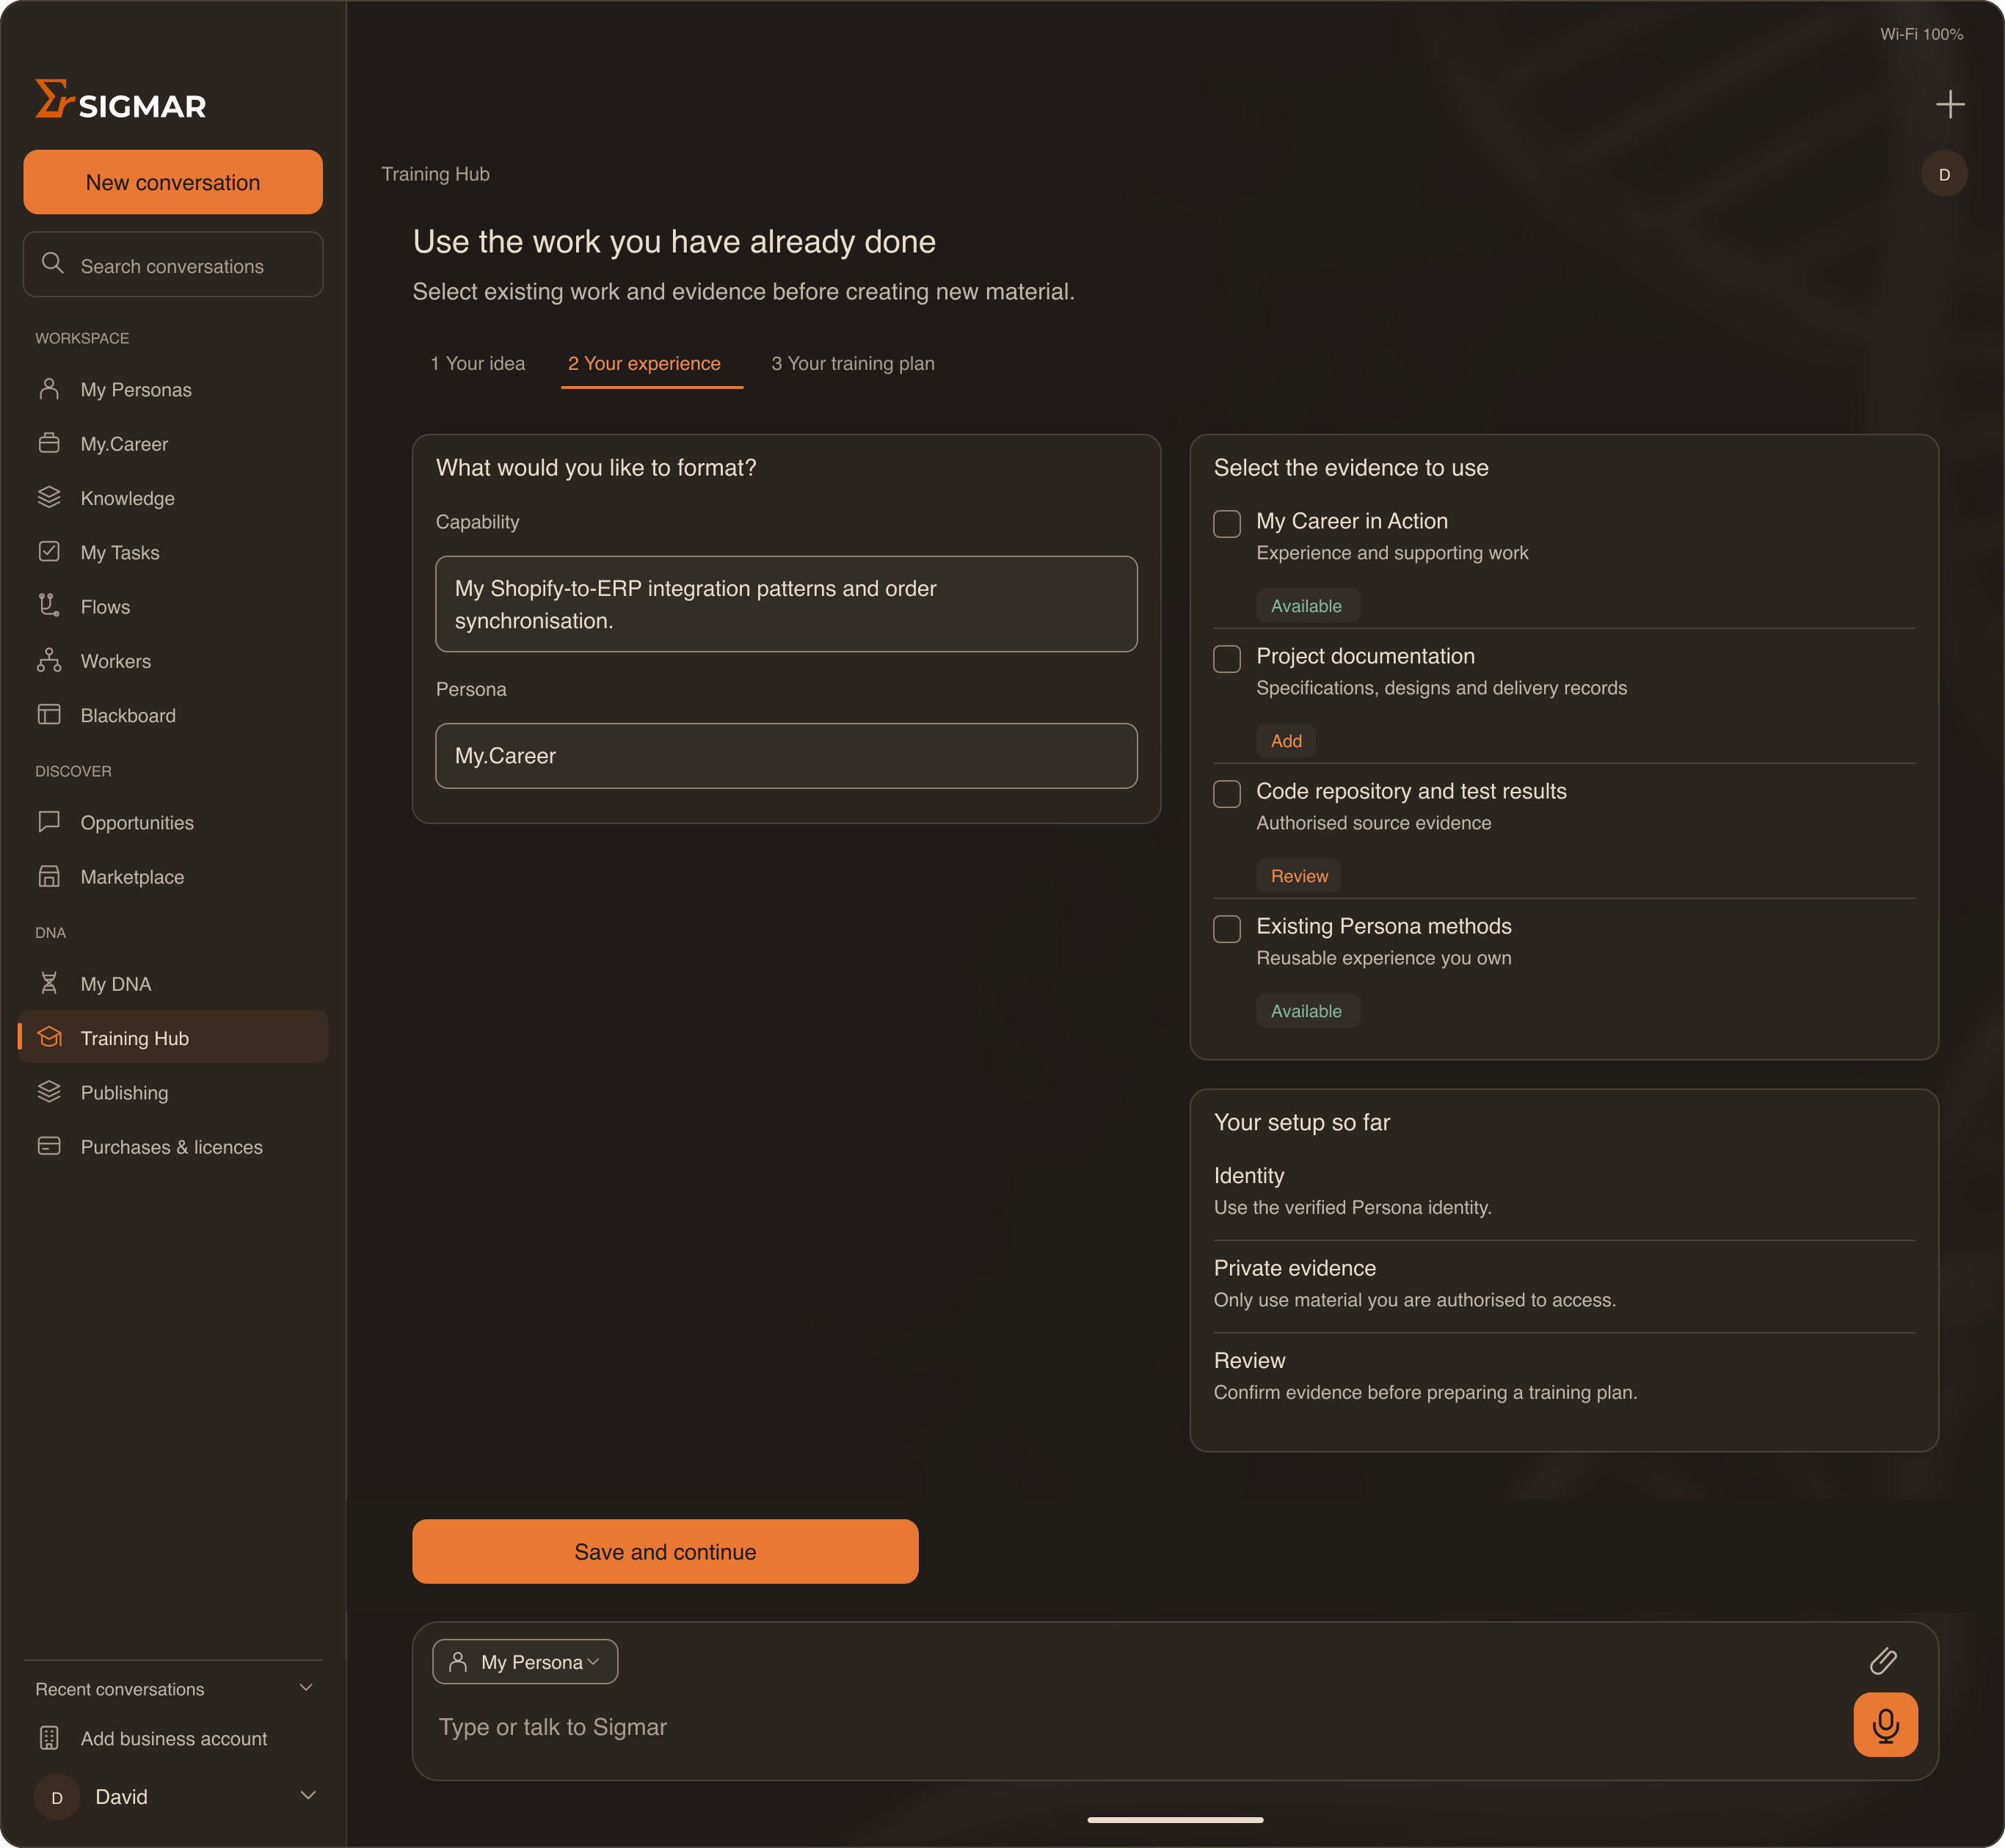 Wi-Fi 100%
SIGMAR
New conversation
Search conversations
WORKSPACE
My Personas
My.Career
Knowledge
My Tasks
Flows
Workers
Blackboard
DISCOVER
Opportunities
Marketplace
DNA
My DNA
Training Hub
Publishing
Purchases & licences
Recent conversations
Add business account
D
David
Training Hub
D
Use the work you have already done
Select existing work and evidence before creating new material.
1 Your idea
2 Your experience
3 Your training plan
What would you like to format?
Capability
My Shopify-to-ERP integration patterns and order
synchronisation.
Persona
My.Career
Select the evidence to use
My Career in Action
Experience and supporting work
Available
Project documentation
Specifications, designs and delivery records
Add
Code repository and test results
Authorised source evidence
Review
Existing Persona methods
Reusable experience you own
Available
Your setup so far
Identity
Use the verified Persona identity.
Private evidence
Only use material you are authorised to access.
Review
Confirm evidence before preparing a training plan.
Save and continue
My Persona
Type or talk to Sigmar